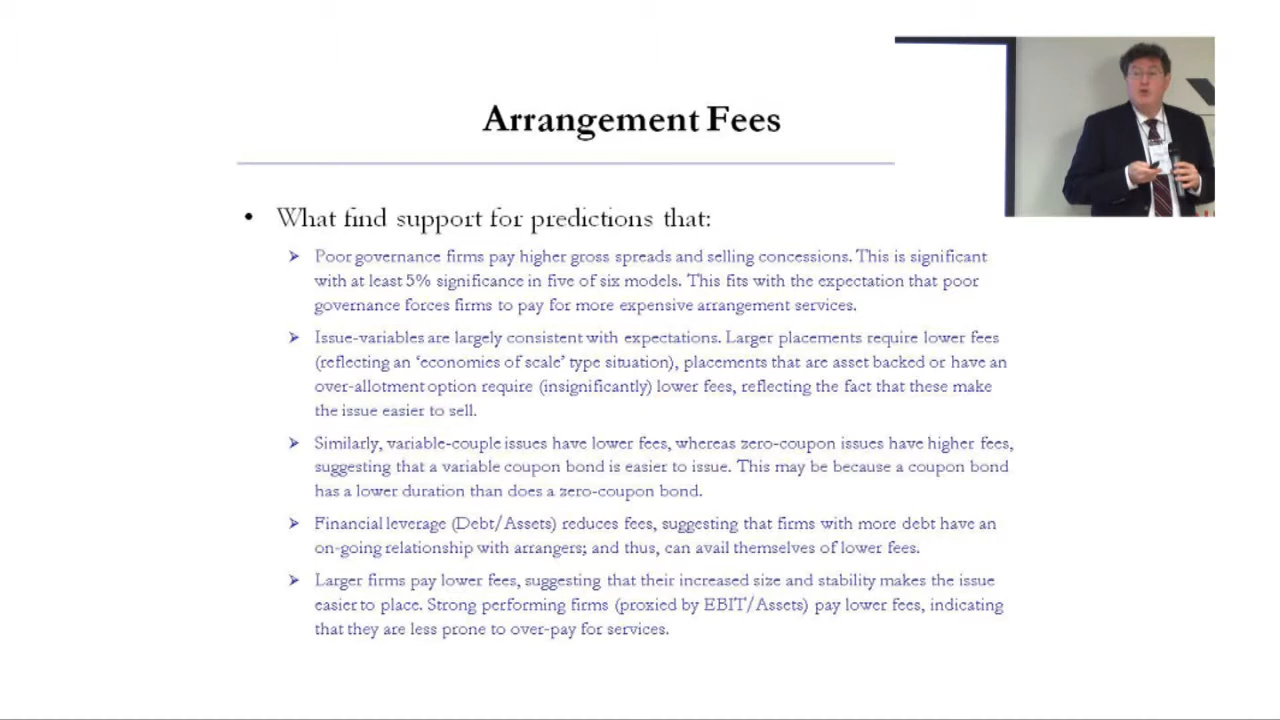 Arrangement Fees
• What find support for predictions that:
➤ Poor governance firms pay higher gross spreads and selling concessions. This is significant
with at least 5% significance in five of six models. This fits with the expectation that poor
governance forces firms to pay for more expensive arrangement services.
➤ Issue-variables are largely consistent with expectations. Larger placements require lower fees
(reflecting an ‘economies of scale’ type situation), placements that are asset backed or have an
over-allotment option require (insignificantly) lower fees, reflecting the fact that these make
the issue easier to sell.
➤ Similarly, variable-couple issues have lower fees, whereas zero-coupon issues have higher fees,
suggesting that a variable coupon bond is easier to issue. This may be because a coupon bond
has a lower duration than does a zero-coupon bond.
➤ Financial leverage (Debt/Assets) reduces fees, suggesting that firms with more debt have an
on-going relationship with arrangers; and thus, can avail themselves of lower fees.
➤ Larger firms pay lower fees, suggesting that their increased size and stability makes the issue
easier to place. Strong performing firms (proxied by EBIT/Assets) pay lower fees, indicating
that they are less prone to over-pay for services.